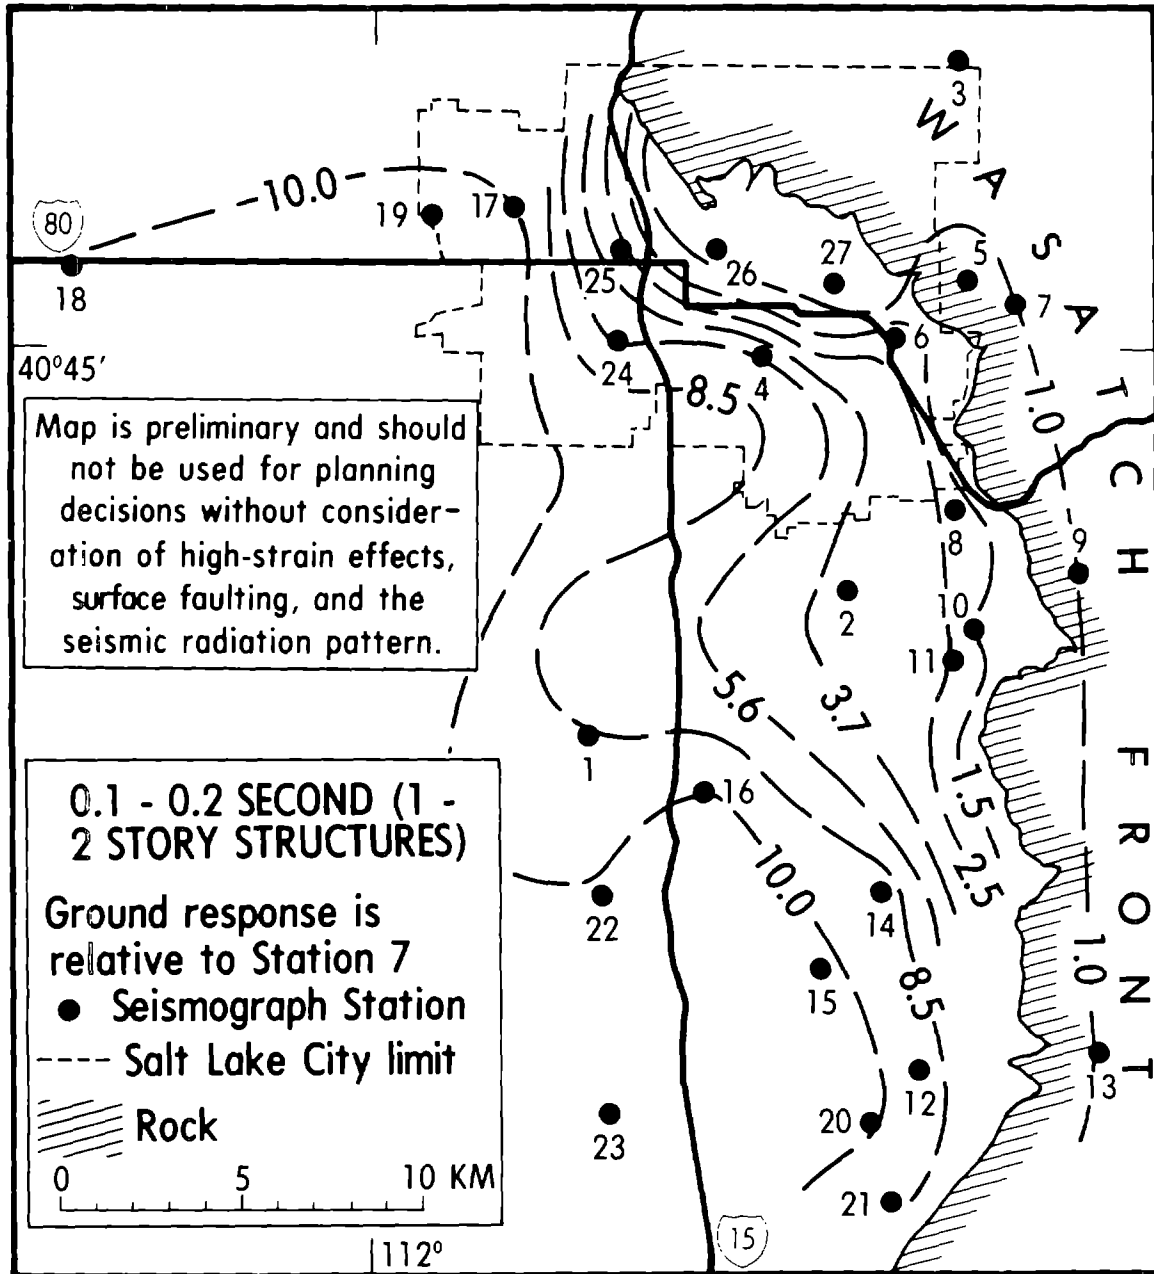 3
W
A
S
A
T
C
H
F
R
O
N
T
10.0
19
17
80
18
25
26
27
5
7
6
40°45'
24
4
8.5
1.0
Map is preliminary and should
not be used for planning
decisions without consider-
ation of high-strain effects,
surface faulting, and the
seismic radiation pattern.
8
9
2
10
11
5.6
3.7
1
16
1.5
2.5
10.0
14
22
15
8.5
1.0
12
13
20
23
21
0.1 - 0.2 SECOND (1 -
2 STORY STRUCTURES)
Ground response is
relative to Station 7
Seismograph Station
Salt Lake City limit
Rock
0 5 10 KM
112°
15